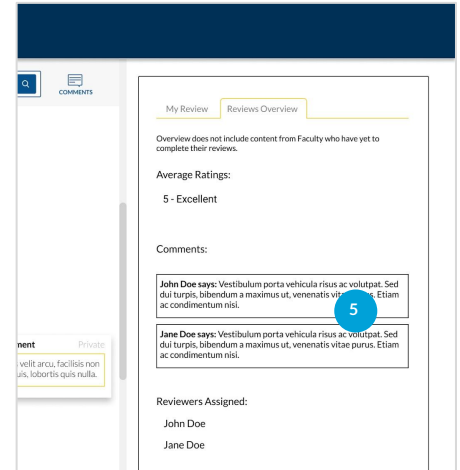 COMMENTS
My Review
Reviews Overview
Overview does not include content from Faculty who have yet to
complete their reviews.
Average Ratings:
5 - Excellent
Comments:
John Doe says: Vestibulum porta vehicula risus ac volutpat. Sed
dui turpis, bibendum a maximus ut, venenatis vitae Etiam
ac condimentum nisi.
5
Jane Doe says: Vestibulum porta vehicula risus ac volutpat. Sed
dui turpis, bibendum a maximus ut, venenatis vitae purus. Etiam
ac condimentum nisi.
ment Private
velit arcu, facilisis non
uis, lobortis quis nulla.
Reviewers Assigned:
John Doe
Jane Doe